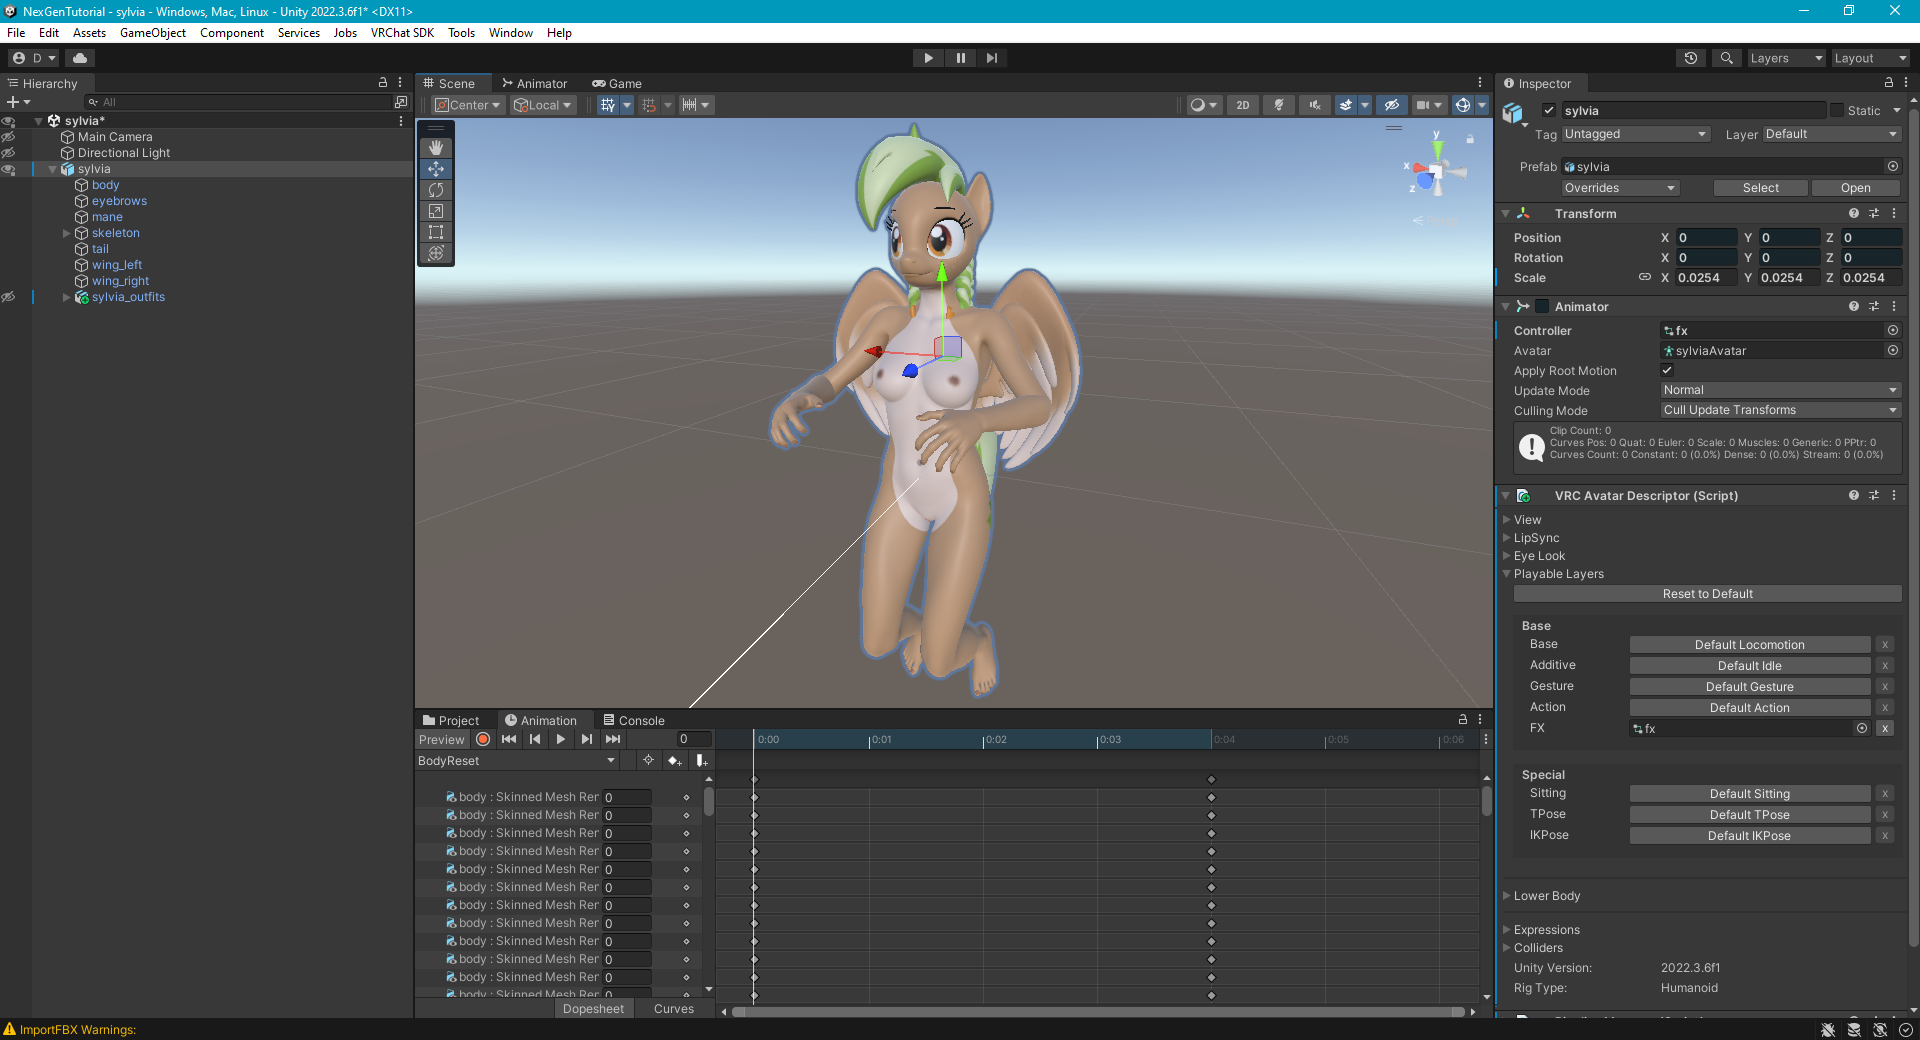 NexGenTutorial - sylvia - Windows, Mac, Linux - Unity 2022.3.6f1* <DX11>
File Edit Assets GameObject Component Services Jobs VRChat SDK Tools Window Help
D Layers Layout
Hierarchy
All
sylvia*
Main Camera
Directional Light
sylvia
body
eyebrows
mane
skeleton
tail
wing_left
wing_right
sylvia_outfits
Scene Animator Game
Center Local 2D
y
x
z
Project Animation Console
Preview 0 0:00 0:01 0:02 0:03 0:04 0:05 0:06
BodyReset
body : Skinned Mesh Rer 0
body : Skinned Mesh Rer 0
body : Skinned Mesh Rer 0
body : Skinned Mesh Rer 0
body : Skinned Mesh Rer 0
body : Skinned Mesh Rer 0
body : Skinned Mesh Rer 0
body : Skinned Mesh Rer 0
body : Skinned Mesh Rer 0
body : Skinned Mesh Rer 0
body : Skinned Mesh Rer 0
body : Skinned Mesh Rer 0
Dopesheet Curves
Inspector
sylvia Static
Tag Untagged Layer Default
Prefab sylvia
Overrides Select Open
Transform
Position X 0 Y 0 Z 0
Rotation X 0 Y 0 Z 0
Scale X 0.0254 Y 0.0254 Z 0.0254
Animator
Controller fx
Avatar sylviaAvatar
Apply Root Motion
Update Mode Normal
Culling Mode Cull Update Transforms
Clip Count: 0
Curves Pos: 0 Quat: 0 Euler: 0 Scale: 0 Muscles: 0 Generic: 0 PPtr: 0
Curves Count: 0 Constant: 0 (0.0%) Dense: 0 (0.0%) Stream: 0 (0.0%)
VRC Avatar Descriptor (Script)
View
LipSync
Eye Look
Playable Layers
Reset to Default
Base
Base Default Locomotion x
Additive Default Idle x
Gesture Default Gesture x
Action Default Action x
FX fx x
Special
Sitting Default Sitting x
TPose Default TPose x
IKPose Default IKPose x
Lower Body
Expressions
Colliders
Unity Version: 2022.3.6f1
Rig Type: Humanoid
ImportFBX Warnings: